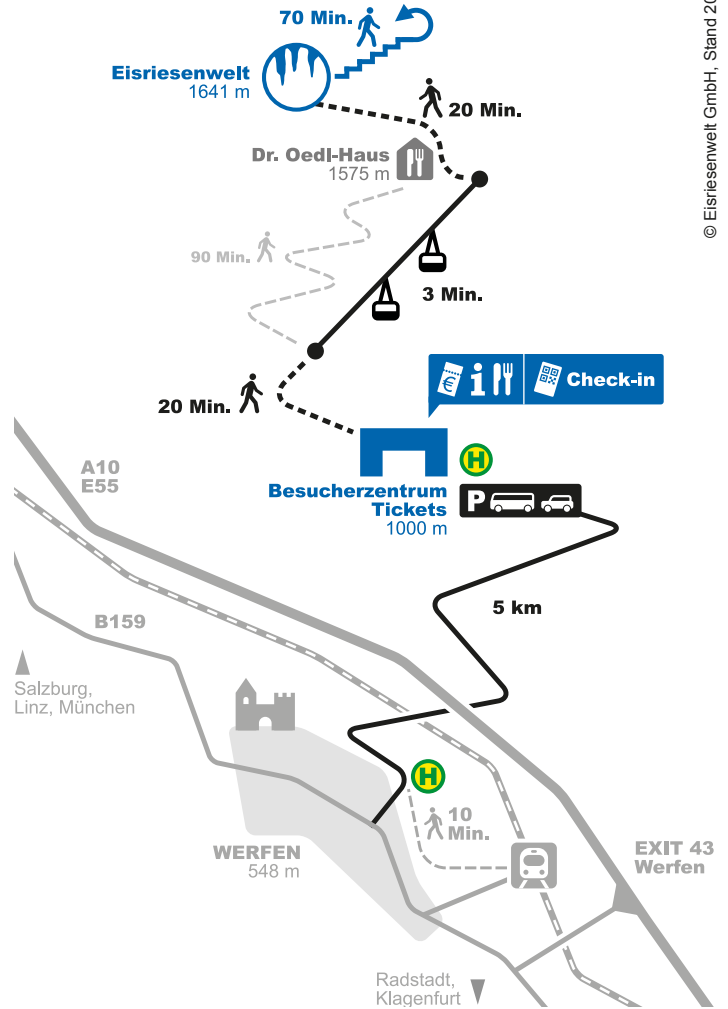 70 Min.
Eisriesenwelt
1641 m
20 Min.
Dr. Oedl-Haus
1575 m
90 Min.
3 Min.
€ i Check-in
20 Min.
H
Besucherzentrum
Tickets
1000 m
P
A10
E55
5 km
B159
Salzburg,
Linz, München
H
10
Min.
WERFEN
548 m
EXIT 43
Werfen
Radstadt,
Klagenfurt
© Eisriesenwelt GmbH, Stand 20